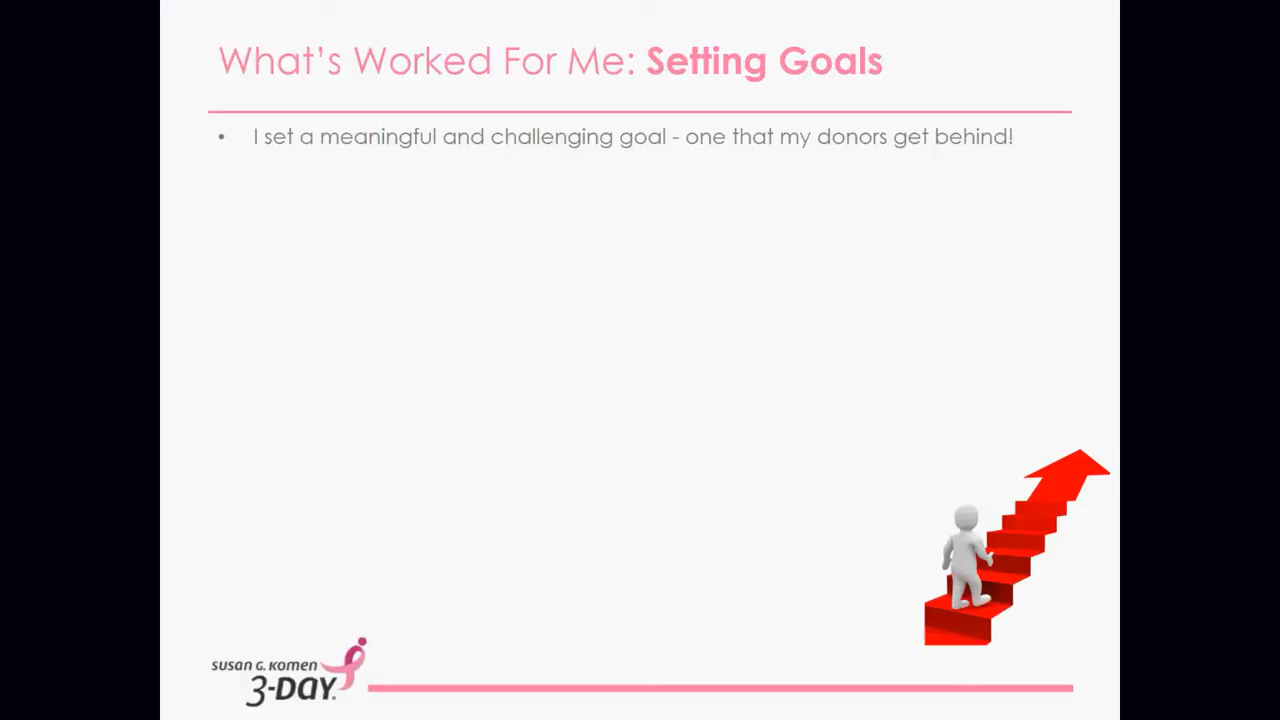 What's Worked For Me: Setting Goals
• I set a meaningful and challenging goal - one that my donors get behind!
SUSAN G. KOMEN
3-DAY.